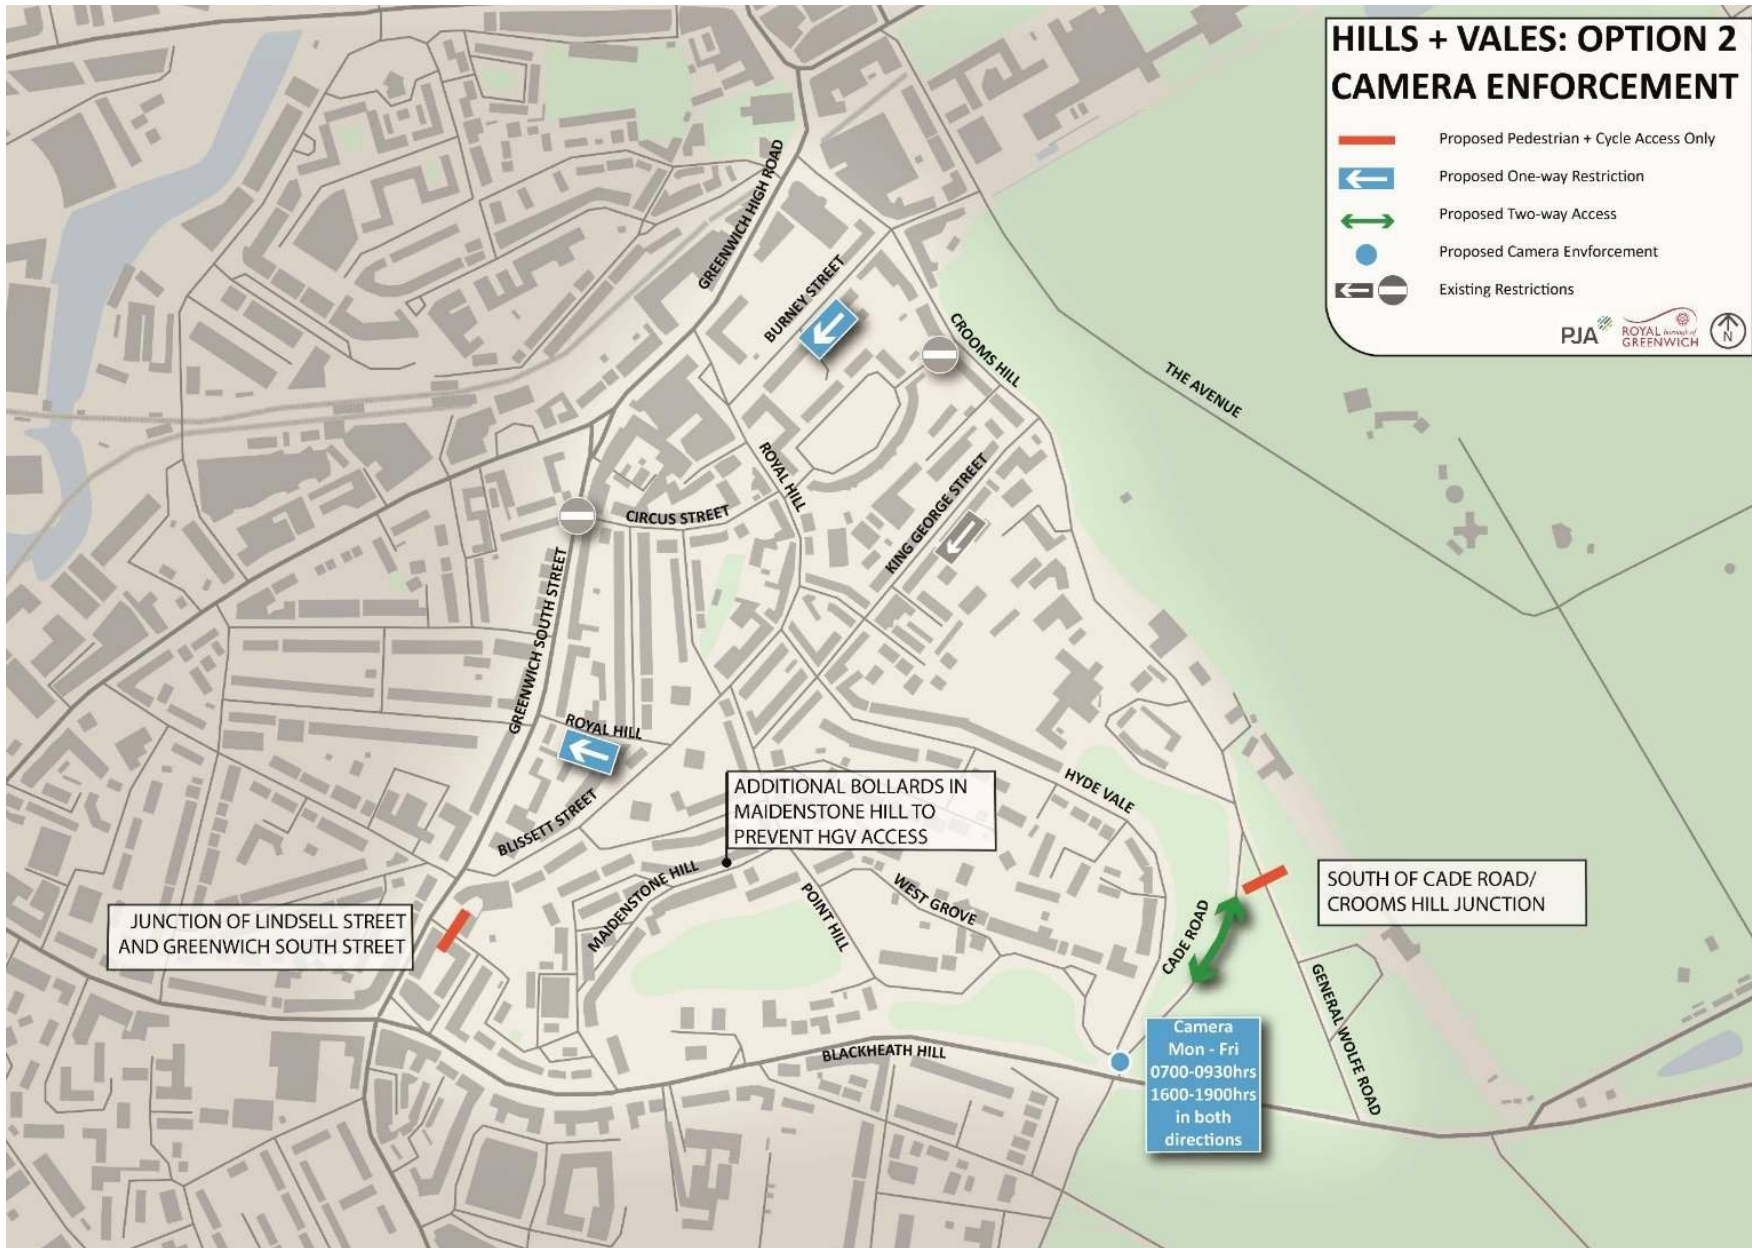 HILLS + VALES: OPTION 2
CAMERA ENFORCEMENT
Proposed Pedestrian + Cycle Access Only
Proposed One-way Restriction
Proposed Two-way Access
Proposed Camera Envforcement
Existing Restrictions
PJA
ROYAL borough of
GREENWICH
N
GREENWICH HIGH ROAD
BURNEY STREET
CROOMS HILL
THE AVENUE
ROYAL HILL
KING GEORGE STREET
CIRCUS STREET
GREENWICH SOUTH STREET
ROYAL HILL
HYDE VALE
BLISSETT STREET
ADDITIONAL BOLLARDS IN
MAIDENSTONE HILL TO
PREVENT HGV ACCESS
MAIDENSTONE HILL
POINT HILL
WEST GROVE
CADE ROAD
SOUTH OF CADE ROAD/
CROOMS HILL JUNCTION
JUNCTION OF LINDSELL STREET
AND GREENWICH SOUTH STREET
GENERAL WOLFE ROAD
BLACKHEATH HILL
Camera
Mon - Fri
0700-0930hrs
1600-1900hrs
in both
directions